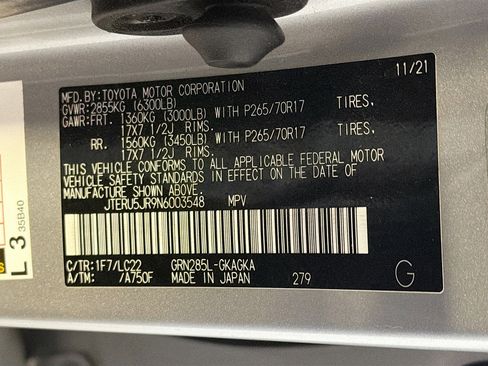 MFD.BY:TOYOTA MOTOR CORPORATION 11/21
GVWR:2855KG (6300LB)
GAWR:FRT. 1360KG (3000LB) WITH P265/70R17 TIRES,
17X7 1/2J RIMS.
RR. 1560KG (3450LB) WITH P265/70R17 TIRES,
17X7 1/2J RIMS.
THIS VEHICLE CONFORMS TO ALL APPLICABLE FEDERAL MOTOR
VEHICLE SAFETY STANDARDS IN EFFECT ON THE DATE OF
MANUFACTURE SHOWN ABOVE.
JTERU5JR9N6003548 MPV
C/TR:1F7/LC22 GRN285L-GKAGKA
A/TM: /A750F MADE IN JAPAN 279 G
L 3
35B40